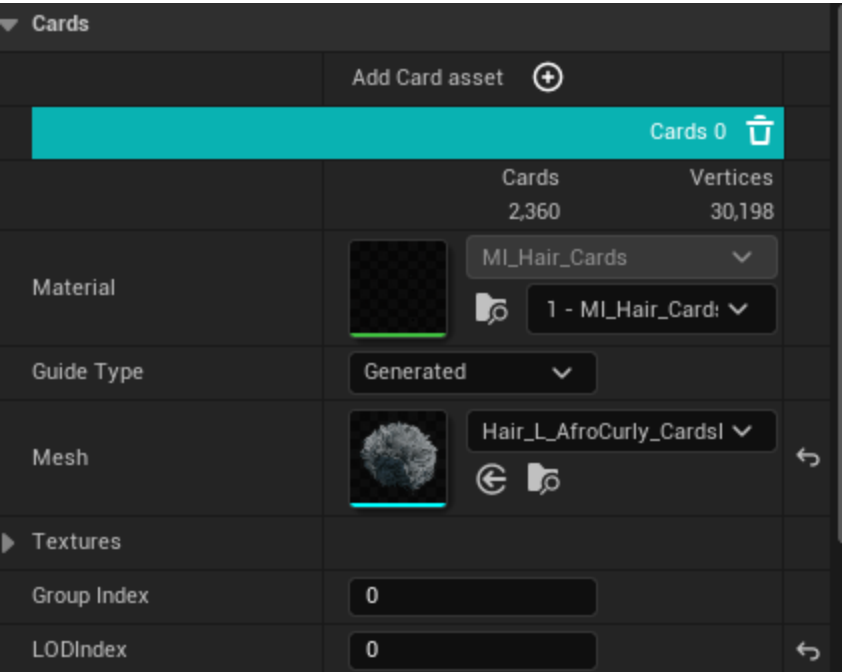 Cards
Add Card asset
Cards 0
Cards Vertices
2,360 30,198
Material
MI_Hair_Cards
1 - MI_Hair_Card
Guide Type
Generated
Mesh
Hair_L_AfroCurly_Cards
Textures
Group Index
0
LODIndex
0